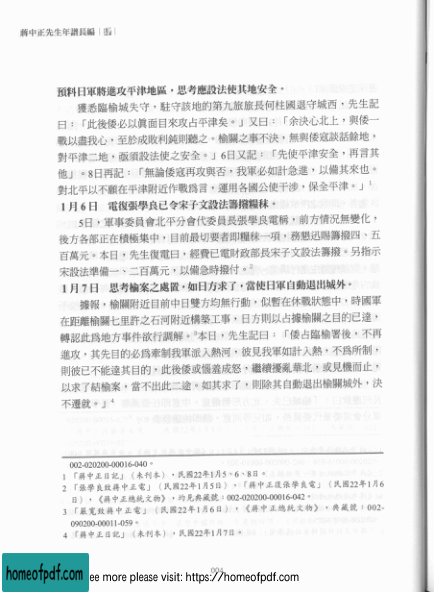 蔣中正先生年譜長編
預料日軍將進攻平津地區，思考應設法使其地安全。
獲悉榆城失守，駐守該地的第九旅旅長何柱國退守城西，先生記
曰：「此後倭必以眞面目來攻占平津矣。」又曰：「余決心北上，與倭一
戰以盡我心，至於成敗利鈍則聽之。榆關之事不決，無與倭寇談話餘地，
對平津二地，亟須設法使之安全。」6日又記：「先使平津安全，再言其
他」。8日再記：「無論倭寇再攻與否，我軍必如計急進，以備其來也。
對北平以不願在平津附近作戰爲言，運用各國公使干涉，保全平津。」1
1月6日　電復張學良已令宋子文設法籌撥糧秣。
5日，軍事委員會北平分會代委員長張學良電稱，前方情況無變化，
後方各部正在積極集中，目前最切要者即糧秣一項，務懇迅賜籌撥四、五
百萬元。本日，先生復電曰，經費已電財政部長宋子文設法籌撥。另指示
宋設法準備一、二百萬元，以備急時撥付。2
1月7日　思考榆案之處置，如日方求了，當使日軍自動退出城外。
據報，榆關附近目前中日雙方均無行動，似暫在休戰狀態中，時國軍
在距離榆關七里許之石河附近構築工事，日方則以占據榆關之目的已達，
轉認此爲地方事件欲行調解。3本日，先生記曰：「倭占臨榆署後，不再
進攻，其先目的必爲牽制我軍派入熱河，彼見我軍如計入熱，不爲所制，
則彼已不能達其目的，此後倭或惱羞成怒，繼續擾亂華北，或見機而止，
以求了結榆案，當不出此二途。如其求了，則除其自動退出榆關城外，決
不遷就。」4
002-020200-00016-040。
1 「蔣中正日記」（未刊本），民國22年1月5、6、8日。
2 「張學良致蔣中正電」（民國22年1月5日），「蔣中正復張學良電」（民國22年1月6
日），《蔣中正總統文物》，均見典藏號：002-020200-00016-042。
3 「嚴寬致蔣中正電」（民國22年1月6日），《蔣中正總統文物》，典藏號：002-
090200-00011-059。
4 「蔣中正日記」（未刊本），民國22年1月7日。
004
homeofpdf.com
ee more please visit: https://homeofpdf.com